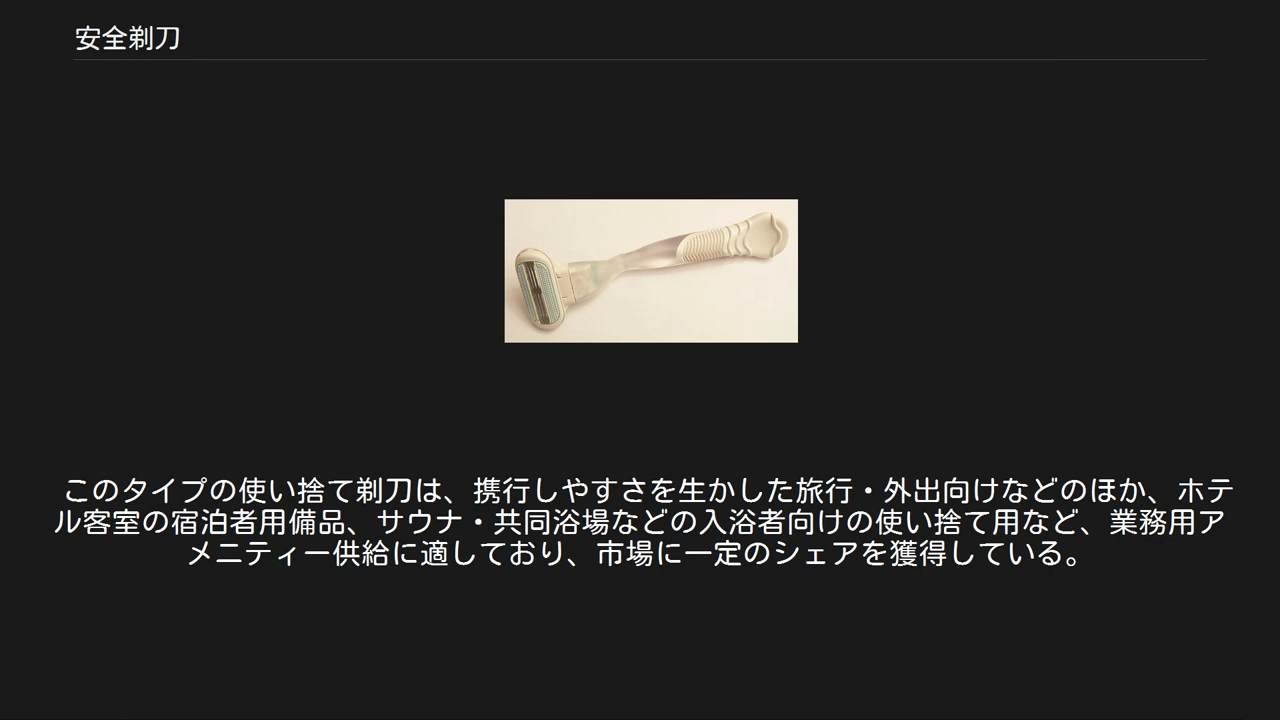 安全剃刀
このタイプの使い捨て剃刀は、携行しやすさを生かした旅行・外出向けなどのほか、ホテ
ル客室の宿泊者用備品、サウナ・共同浴場などの入浴者向けの使い捨て用など、業務用ア
メニティー供給に適しており、市場に一定のシェアを獲得している。